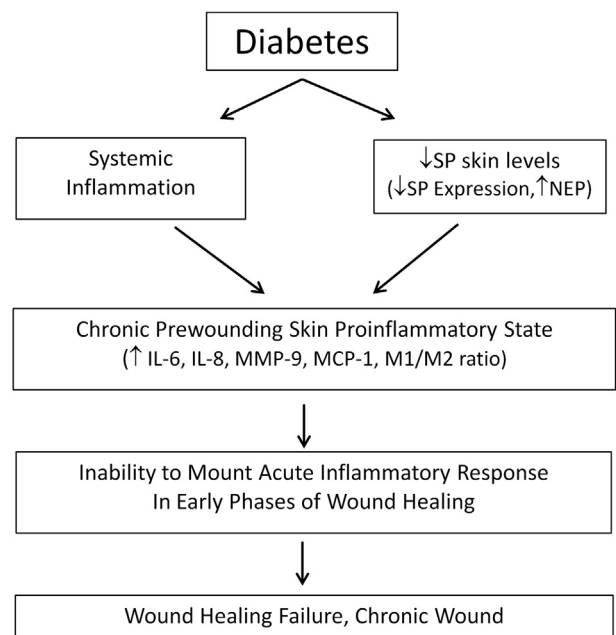 Diabetes
Systemic
Inflammation
↓SP skin levels
(↓SP Expression,↑NEP)
Chronic Prewounding Skin Proinflammatory State
(↑ IL-6, IL-8, MMP-9, MCP-1, M1/M2 ratio)
Inability to Mount Acute Inflammatory Response
In Early Phases of Wound Healing
Wound Healing Failure, Chronic Wound